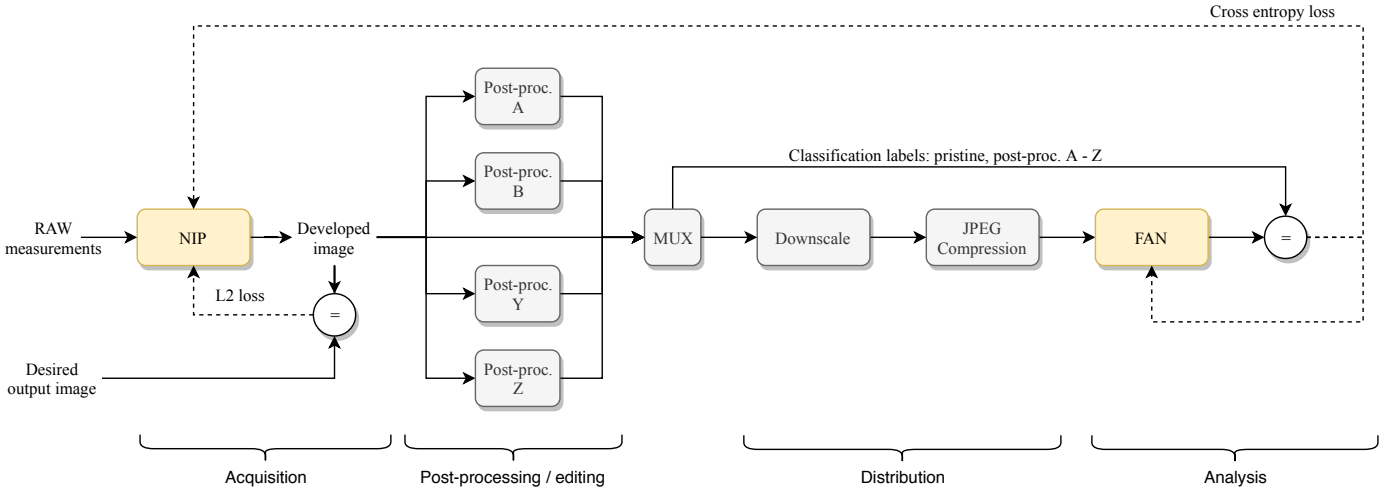 Cross entropy loss
Post-proc.
A
Classification labels: pristine, post-proc. A - Z
Post-proc.
B
RAW
measurements
NIP
Developed
image
MUX
Downscale
JPEG
Compression
FAN
=
L2 loss
=
Post-proc.
Y
Desired
output image
Post-proc.
Z
Acquisition
Post-processing / editing
Distribution
Analysis